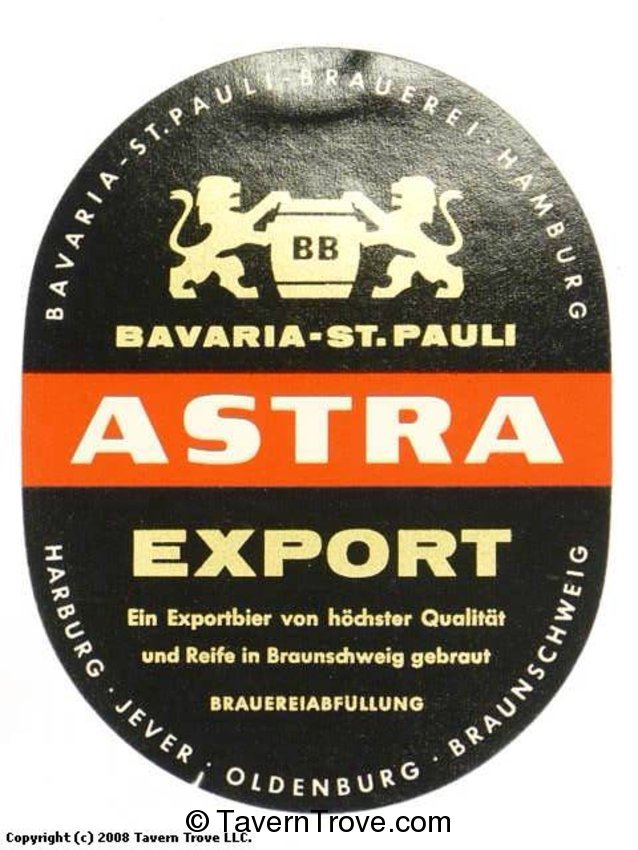 BAVARIA-ST.PAULI-BRAUEREI·HAMBURG
BB
BAVARIA-ST.PAULI
ASTRA
EXPORT
Ein Exportbier von höchster Qualität
und Reife in Braunschweig gebraut
BRAUEREIABFÜLLUNG
HARBURG · JEVER · OLDENBURG · BRAUNSCHWEIG
© TavernTrove.com
Copyright (c) 2008 Tavern Trove LLC.